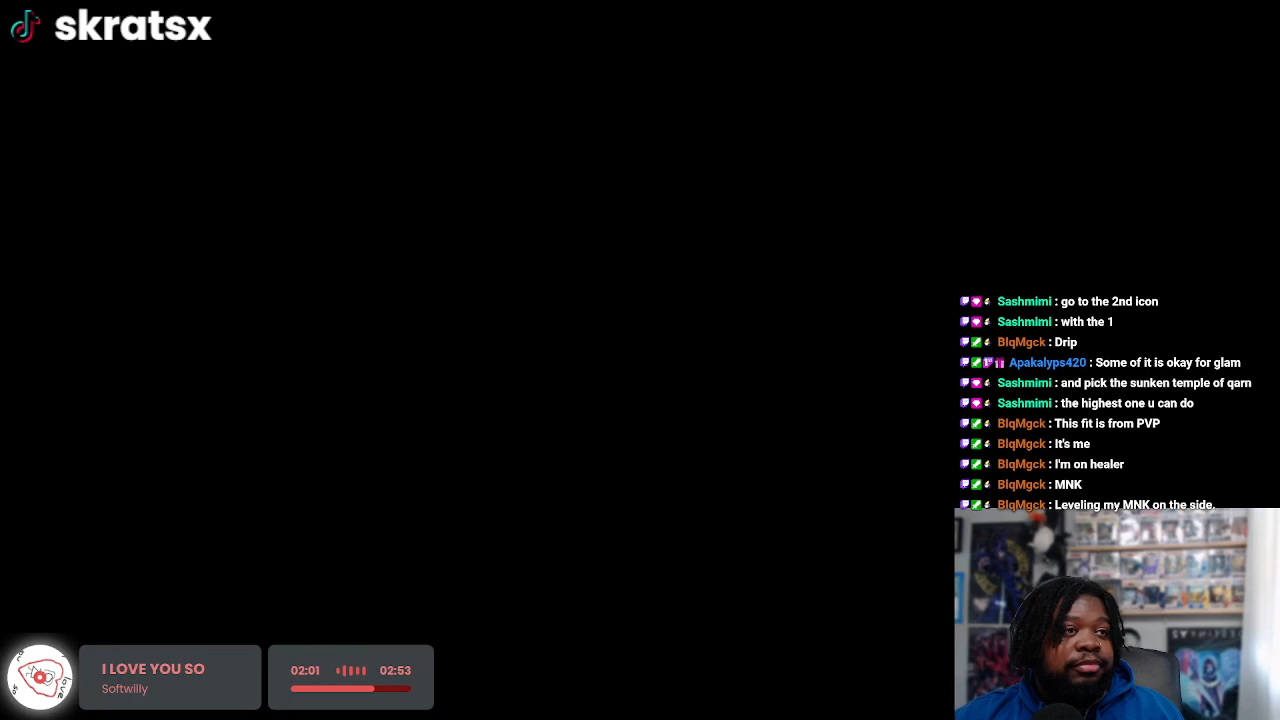 skratsx
Sashmimi : go to the 2nd icon
Sashmimi : with the 1
BlqMgck : Drip
Apakalyps420 : Some of it is okay for glam
Sashmimi : and pick the sunken temple of qarn
Sashmimi : the highest one u can do
BlqMgck : This fit is from PVP
BlqMgck : It's me
BlqMgck : I'm on healer
BlqMgck : MNK
BlqMgck : Leveling my MNK on the side.
I LOVE YOU SO
Softwilly
02:01
02:53